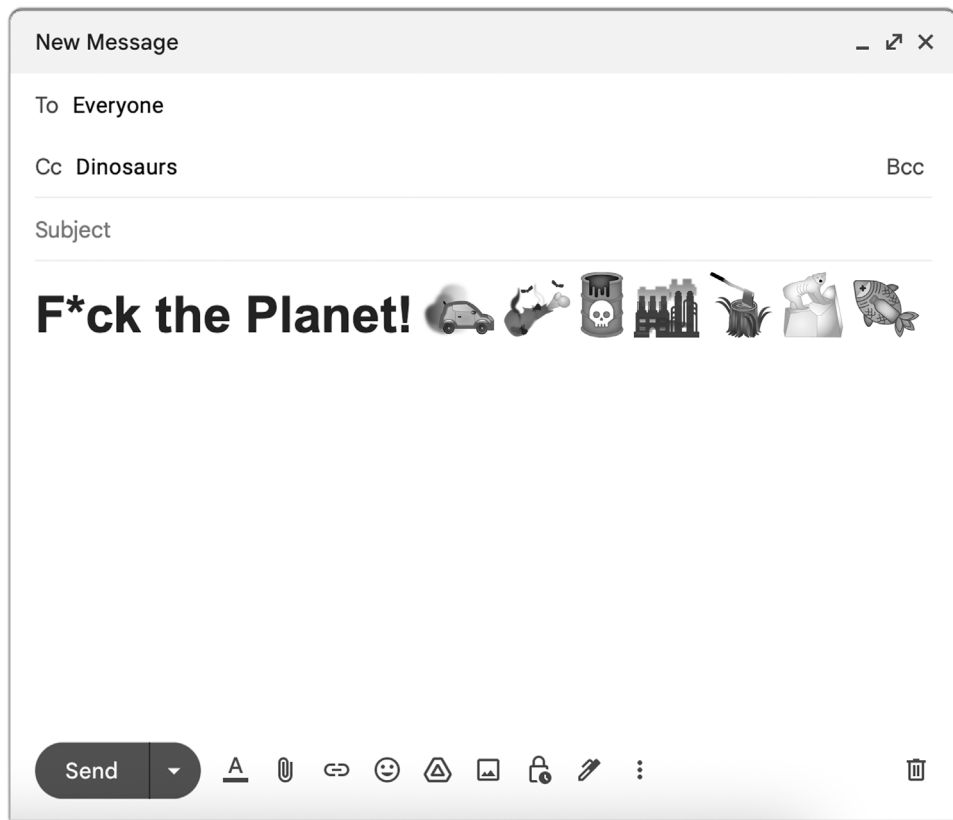 New Message
To Everyone
Cc Dinosaurs Bcc
Subject
F*ck the Planet!
Send A